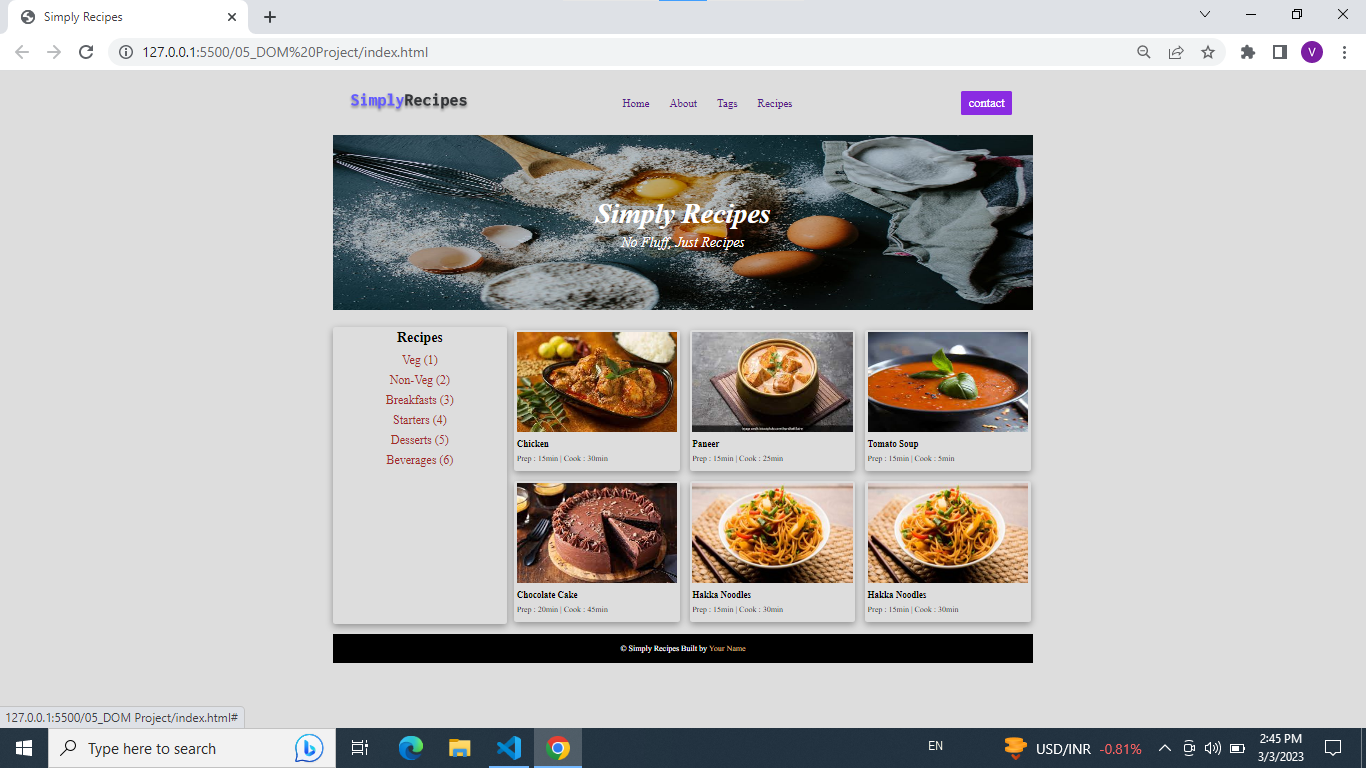 Simply Recipes
127.0.0.1:5500/05_DOM%20Project/index.html
V
SimplyRecipes
Home About Tags Recipes
contact
Simply Recipes
No Fluff, Just Recipes
Recipes
Veg (1)
Non-Veg (2)
Breakfasts (3)
Starters (4)
Desserts (5)
Beverages (6)
Chicken
Prep : 15min | Cook : 30min
Paneer
Prep : 15min | Cook : 25min
Tomato Soup
Prep : 15min | Cook : 5min
Chocolate Cake
Prep : 20min | Cook : 45min
Hakka Noodles
Prep : 15min | Cook : 30min
Hakka Noodles
Prep : 15min | Cook : 30min
© Simply Recipes Built by Your Name
127.0.0.1:5500/05_DOM Project/index.html#
Type here to search
EN
USD/INR -0.81%
2:45 PM
3/3/2023